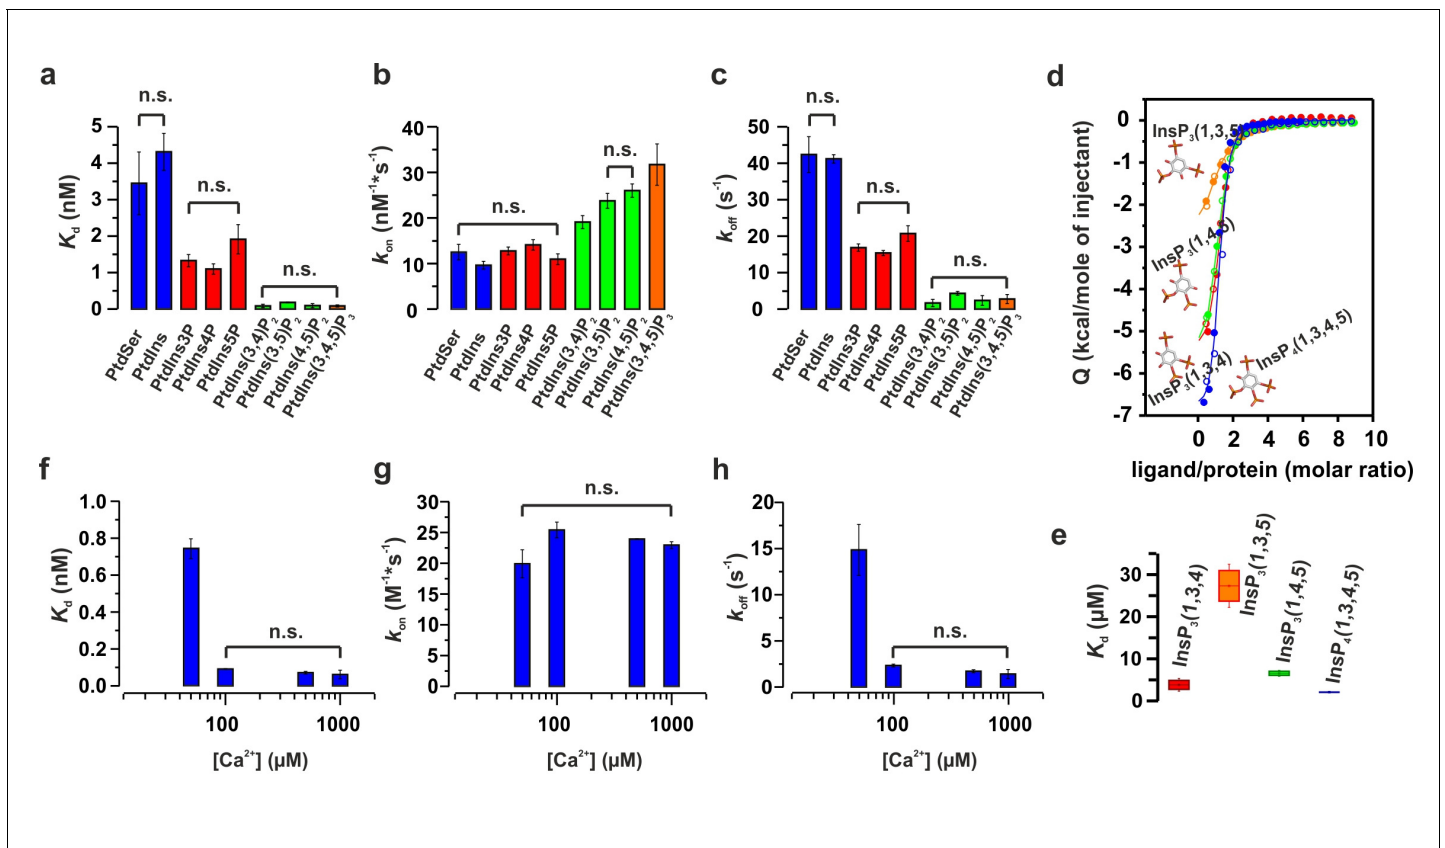 a
n.s.
n.s.
n.s.
5
4
3
2
1
0
Kd (nM)
PtdSer
PtdIns
PtdIns3P
PtdIns4P
PtdIns5P
PtdIns(3,4)P2
PtdIns(3,5)P2
PtdIns(4,5)P2
PtdIns(3,4,5)P3
b
n.s.
n.s.
40
30
20
10
0
kon (nM-1*s-1)
PtdSer
PtdIns
PtdIns3P
PtdIns4P
PtdIns5P
PtdIns(3,4)P2
PtdIns(3,5)P2
PtdIns(4,5)P2
PtdIns(3,4,5)P3
c
n.s.
n.s.
n.s.
50
40
30
20
10
0
koff (s-1)
PtdSer
PtdIns
PtdIns3P
PtdIns4P
PtdIns5P
PtdIns(3,4)P2
PtdIns(3,5)P2
PtdIns(4,5)P2
PtdIns(3,4,5)P3
d
0
-1
-2
-3
-4
-5
-6
-7
Q (kcal/mole of injectant)
InsP3(1,3,5)
InsP3(1,4,5)
InsP3(1,3,4)
InsP4(1,3,4,5)
0 2 4 6 8 10
ligand/protein (molar ratio)
f
n.s.
1.0
0.8
0.6
0.4
0.2
0.0
Kd (nM)
100 1000
[Ca2+] (µM)
g
n.s.
30
25
20
15
10
5
0
kon (M-1*s-1)
100 1000
[Ca2+] (µM)
h
n.s.
20
15
10
5
0
koff (s-1)
100 1000
[Ca2+] (µM)
e
30
20
10
0
Kd (µM)
InsP3(1,3,4)
InsP3(1,3,5)
InsP3(1,4,5)
InsP4(1,3,4,5)